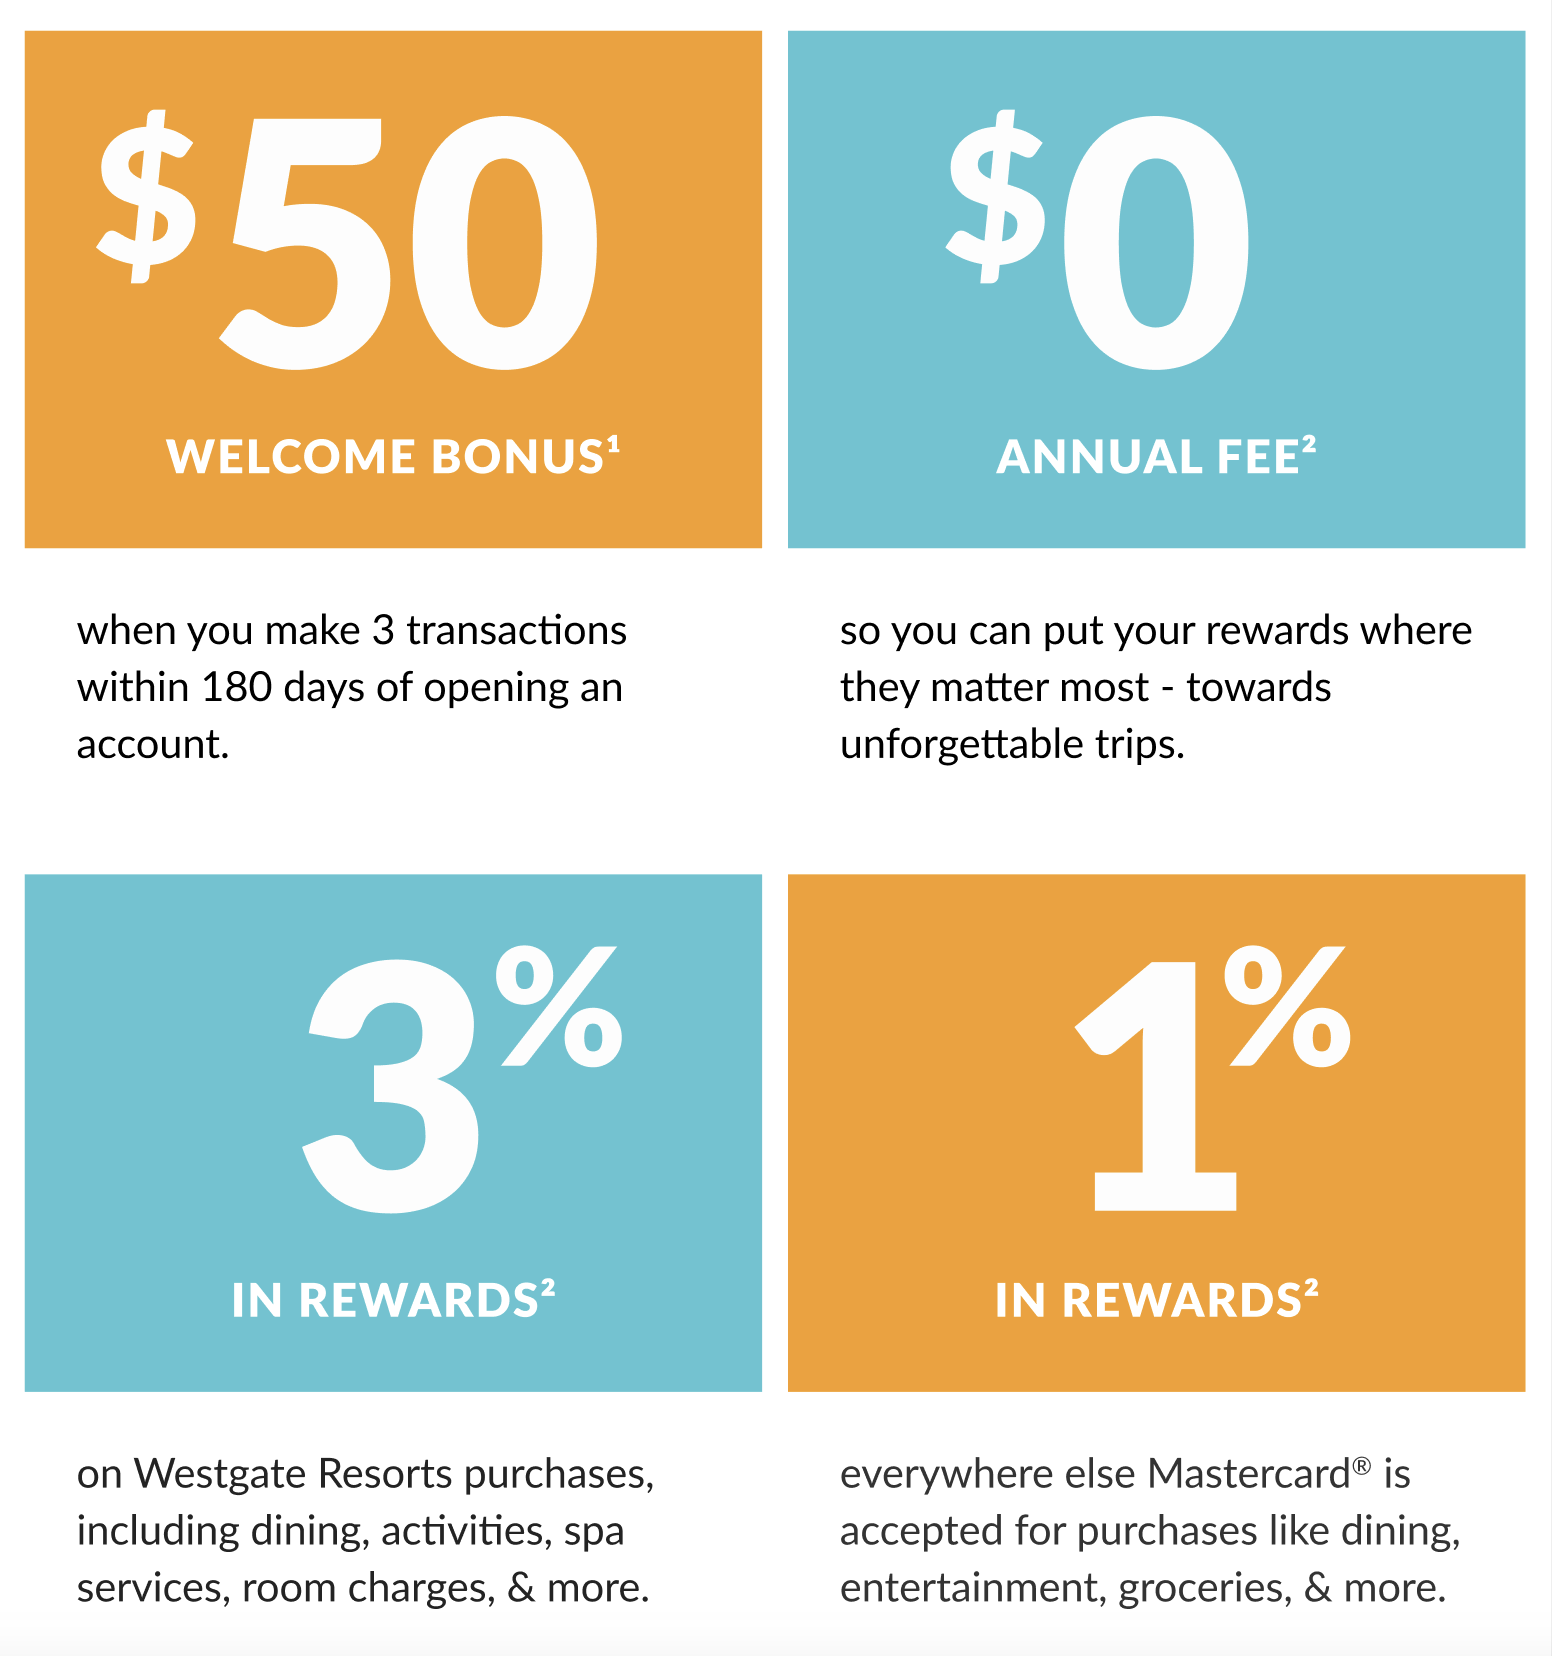 $50
WELCOME BONUS¹
when you make 3 transactions
within 180 days of opening an
account.
$0
ANNUAL FEE²
so you can put your rewards where
they matter most - towards
unforgettable trips.
3%
IN REWARDS²
on Westgate Resorts purchases,
including dining, activities, spa
services, room charges, & more.
1%
IN REWARDS²
everywhere else Mastercard® is
accepted for purchases like dining,
entertainment, groceries, & more.